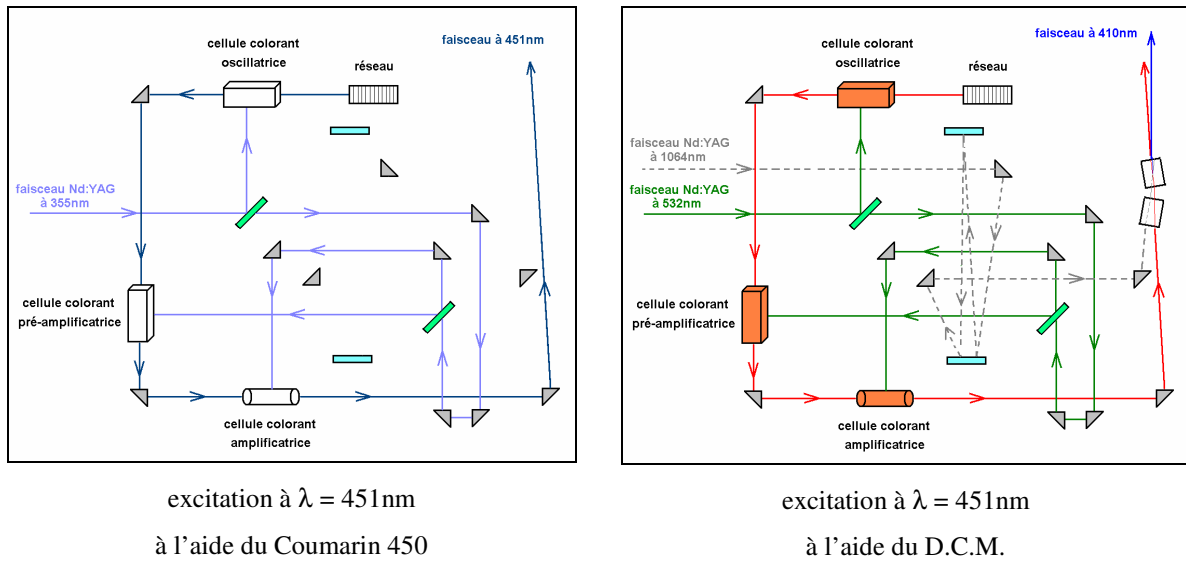 faisceau à 451nm
cellule colorant
oscillatrice
réseau
faisceau Nd:YAG
à 355nm
cellule colorant
pré-amplificatrice
cellule colorant
amplificatrice
excitation à λ = 451nm
à l'aide du Coumarin 450
faisceau à 410nm
cellule colorant
oscillatrice
réseau
faisceau Nd:YAG
à 1064nm
faisceau Nd:YAG
à 532nm
cellule colorant
pré-amplificatrice
cellule colorant
amplificatrice
excitation à λ = 451nm
à l'aide du D.C.M.